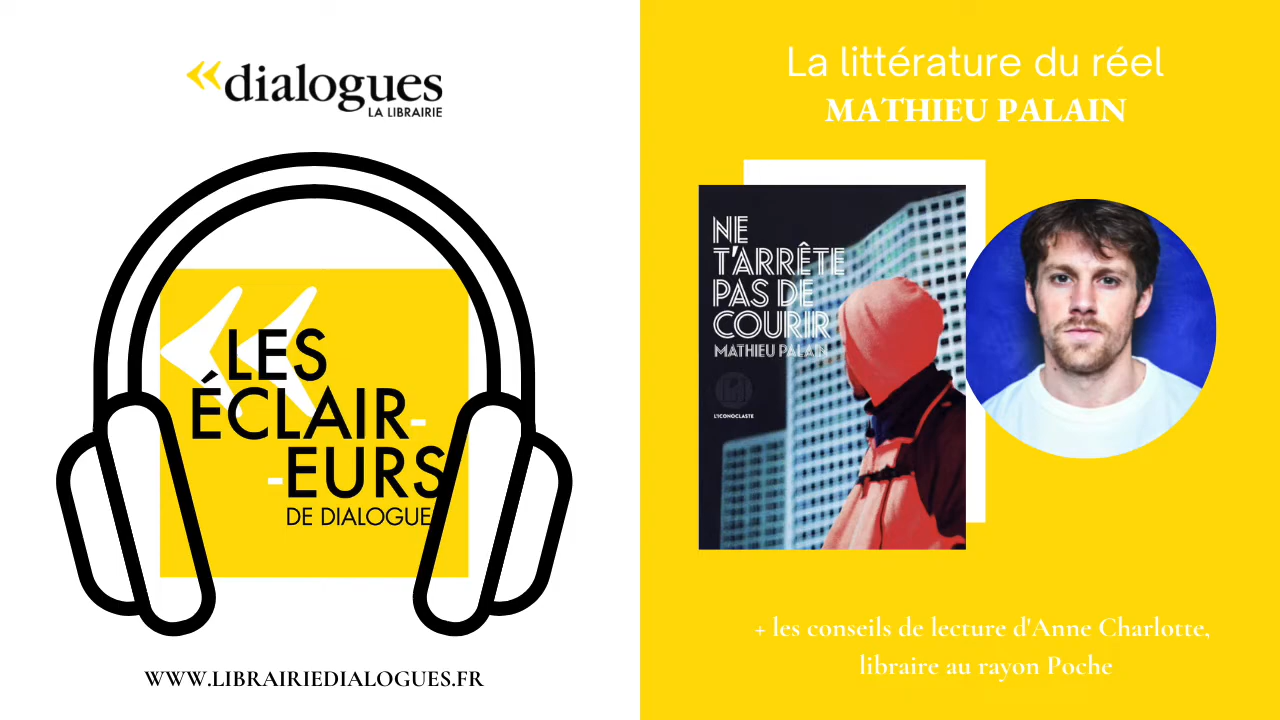 dialogues
LA LIBRAIRIE
LES
ÉCLAIR-
-EURS
DE DIALOGUE
WWW.LIBRAIRIEDIALOGUES.FR
La littérature du réel
MATHIEU PALAIN
NE
T'ARRÊTE
PAS DE
COURIR
MATHIEU PALAIN
L'ICONOCLASTE
+ les conseils de lecture d'Anne Charlotte,
libraire au rayon Poche